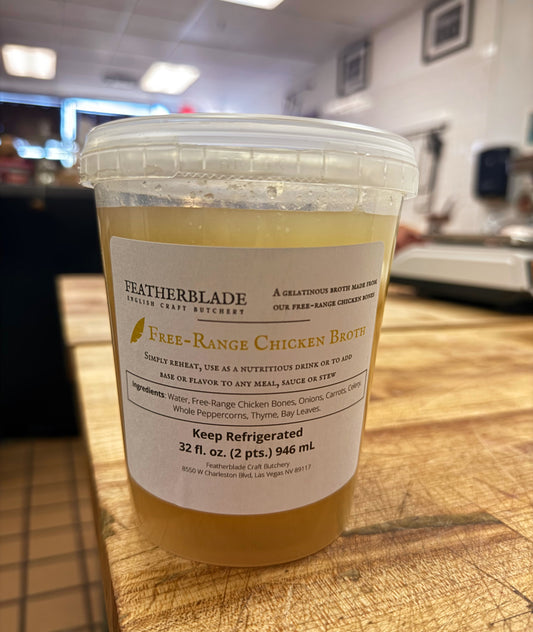 FEATHERBLADE
ENGLISH CRAFT BUTCHERY
A GELATINOUS BROTH MADE FROM
OUR FREE-RANGE CHICKEN BONES
FREE-RANGE CHICKEN BROTH
SIMPLY REHEAT, USE AS A NUTRITIOUS DRINK OR TO ADD
BASE OR FLAVOR TO ANY MEAL, SAUCE OR STEW
Ingredients: Water, Free-Range Chicken Bones, Onions, Carrots, Celery,
Whole Peppercorns, Thyme, Bay Leaves.
Keep Refrigerated
32 fl. oz. (2 pts.) 946 mL
Featherblade Craft Butchery
8550 W Charleston Blvd, Las Vegas NV 89117